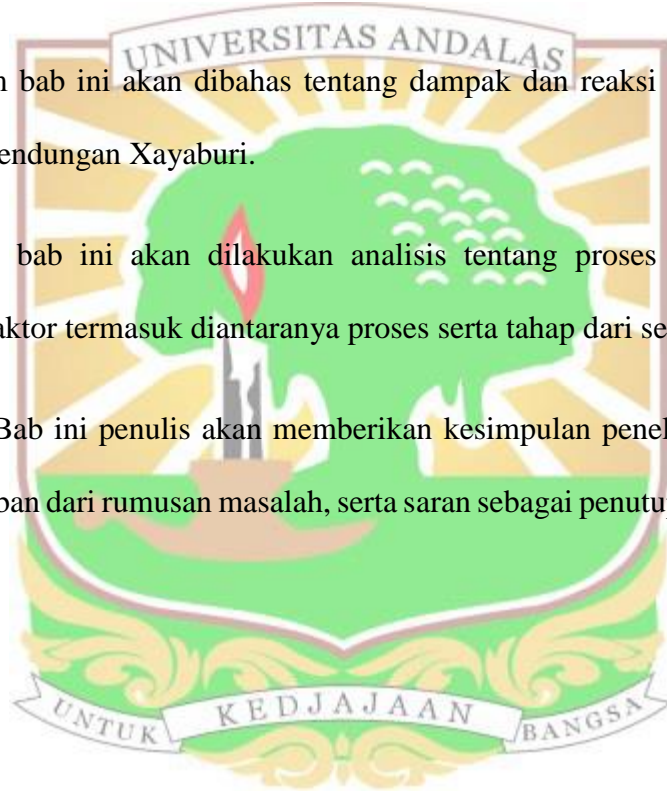 UNIVERSITAS ANDALAS
bab ini akan dibahas tentang dampak dan reaksi
endungan Xayaburi.
bab ini akan dilakukan analisis tentang proses
aktor termasuk diantaranya proses serta tahap dari se
Bab ini penulis akan memberikan kesimpulan penel
ban dari rumusan masalah, serta saran sebagai penutu
UNTUK KEDJAJAAN BANGSA